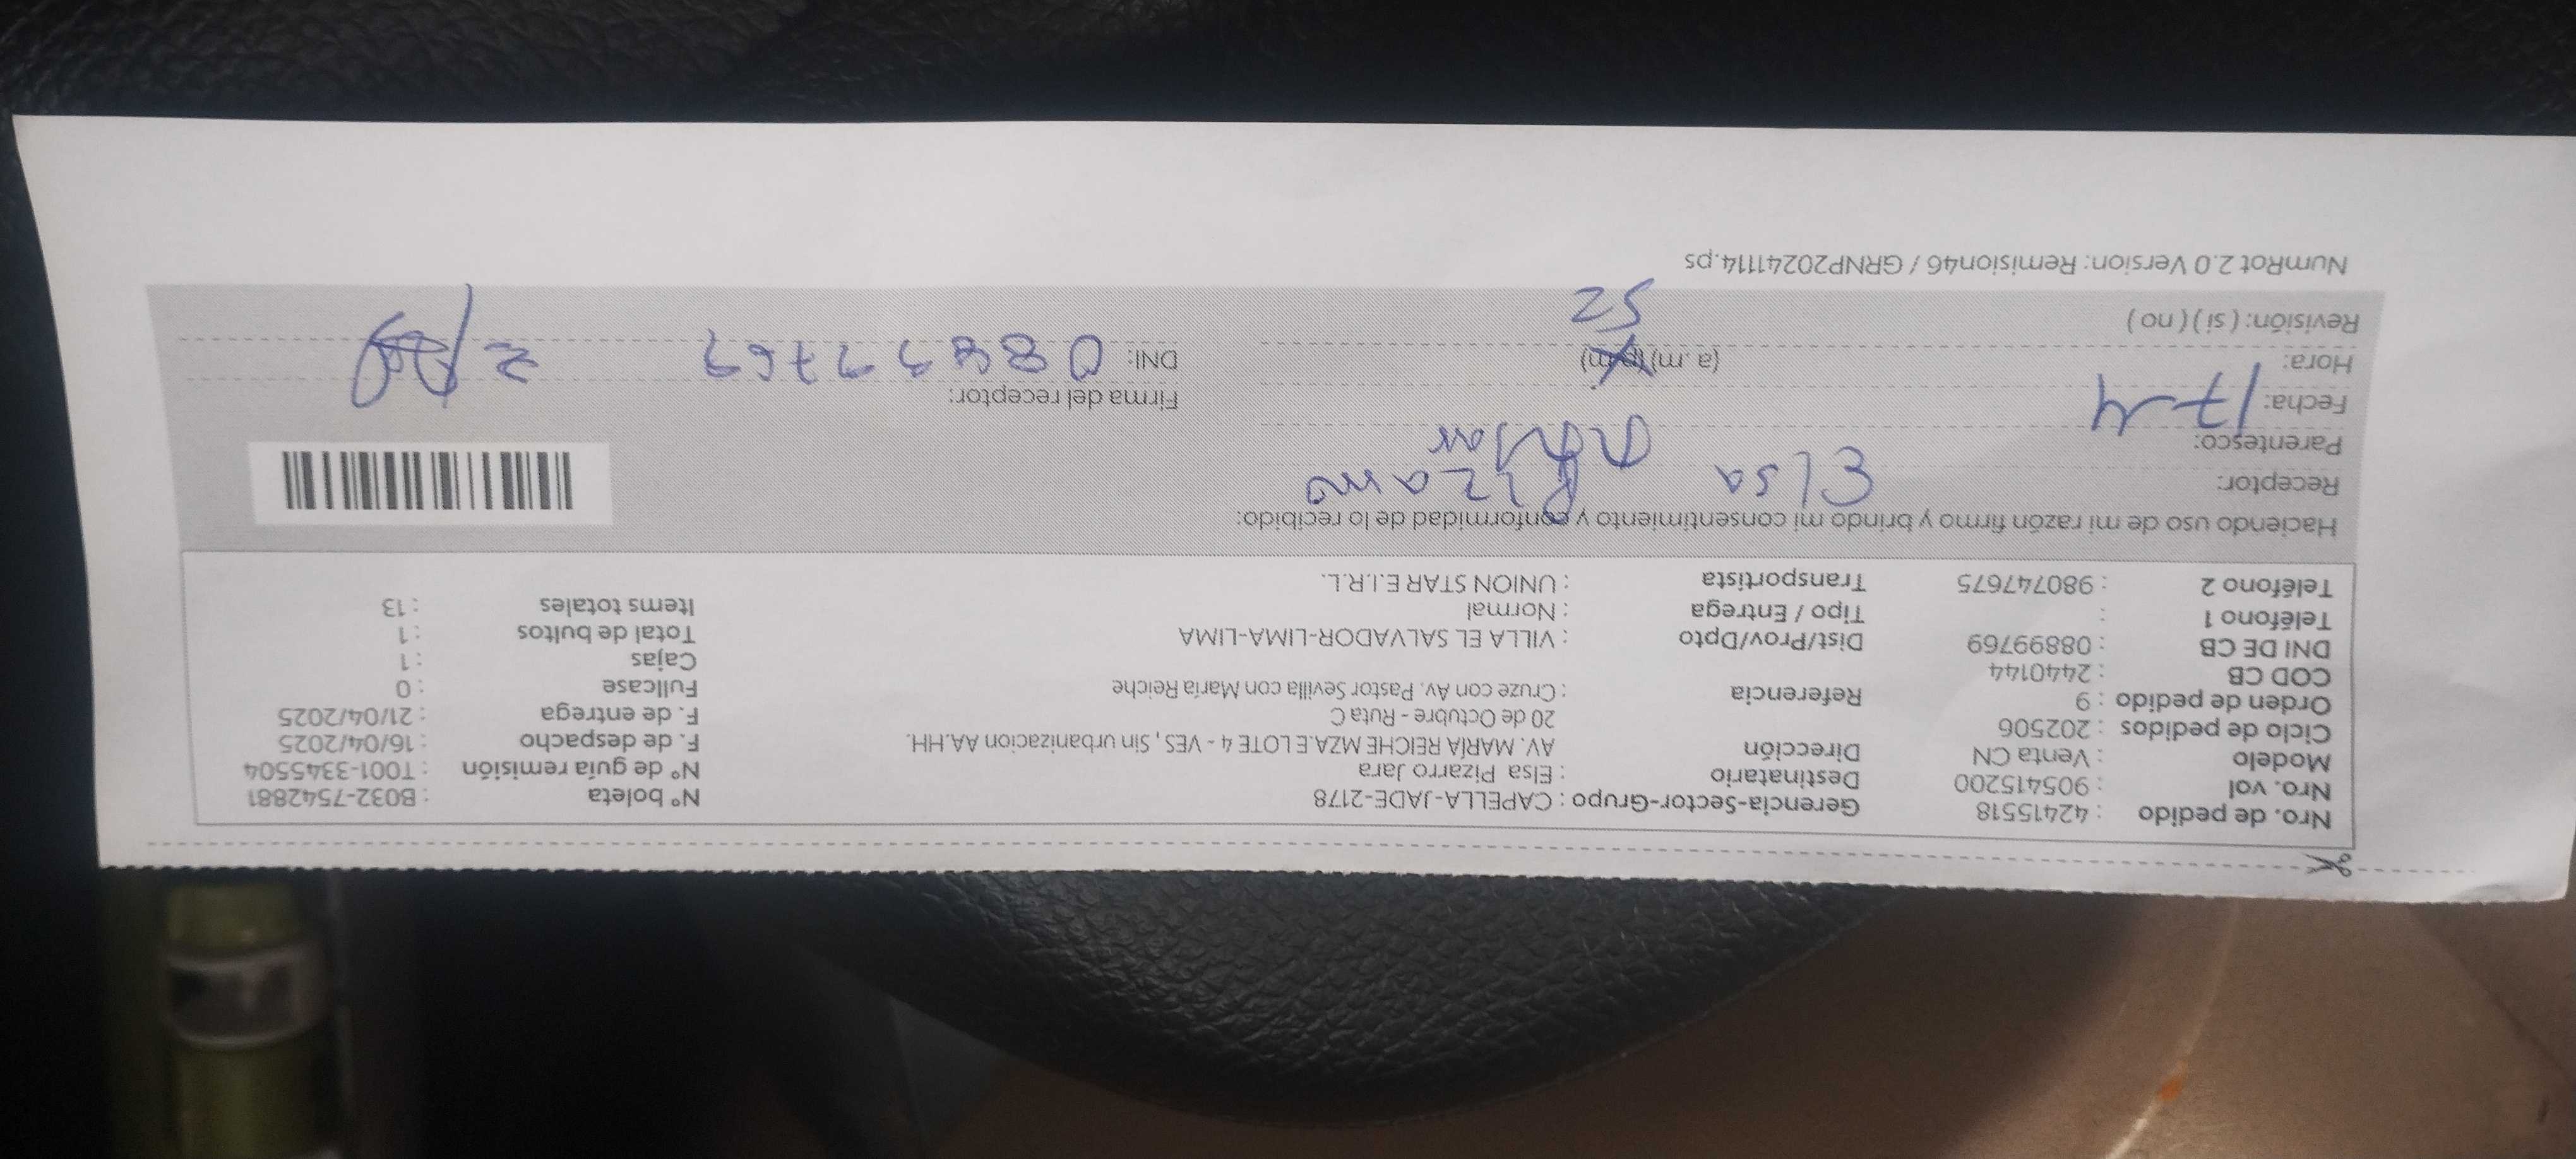 Nro. de pedido : 42415518 Gerencia-Sector-Grupo : CAPELLA-JADE-2178 N° boleta : B032-7542881
Nro. vol : 905415200 Destinatario : Elsa Pizarro Jara N° de guía remisión : T001-3345504
Modelo : Venta CN Dirección AV. MARÍA REICHE MZA.E LOTE 4 - VES , Sin urbanizacion AA.HH. F. de despacho : 16/04/2025
Ciclo de pedidos : 202506 20 de Octubre - Ruta C F. de entrega : 21/04/2025
Orden de pedido : 9 Referencia : Cruze con Av. Pastor Sevilla con María Reiche Fullcase : 0
COD CB : 2440144 Cajas : 1
DNI DE CB : 08899769 Dist/Prov/Dpto : VILLA EL SALVADOR-LIMA-LIMA Total de bultos : 1
Teléfono 1 : Tipo / Entrega : Normal Items totales : 13
Teléfono 2 : 980747675 Transportista : UNION STAR E.I.R.L.
Haciendo uso de mi razón firmo y brindo mi consentimiento y conformidad de lo recibido:
Receptor: Elsa Pizarro
Parentesco:
Fecha: 17-4 Firma del receptor:
Hora: (a. m) (p. m) DNI:
52
Revisión: ( si ) ( no )
NumRot 2.0 Version: Remision46 / GRNP20241114.ps